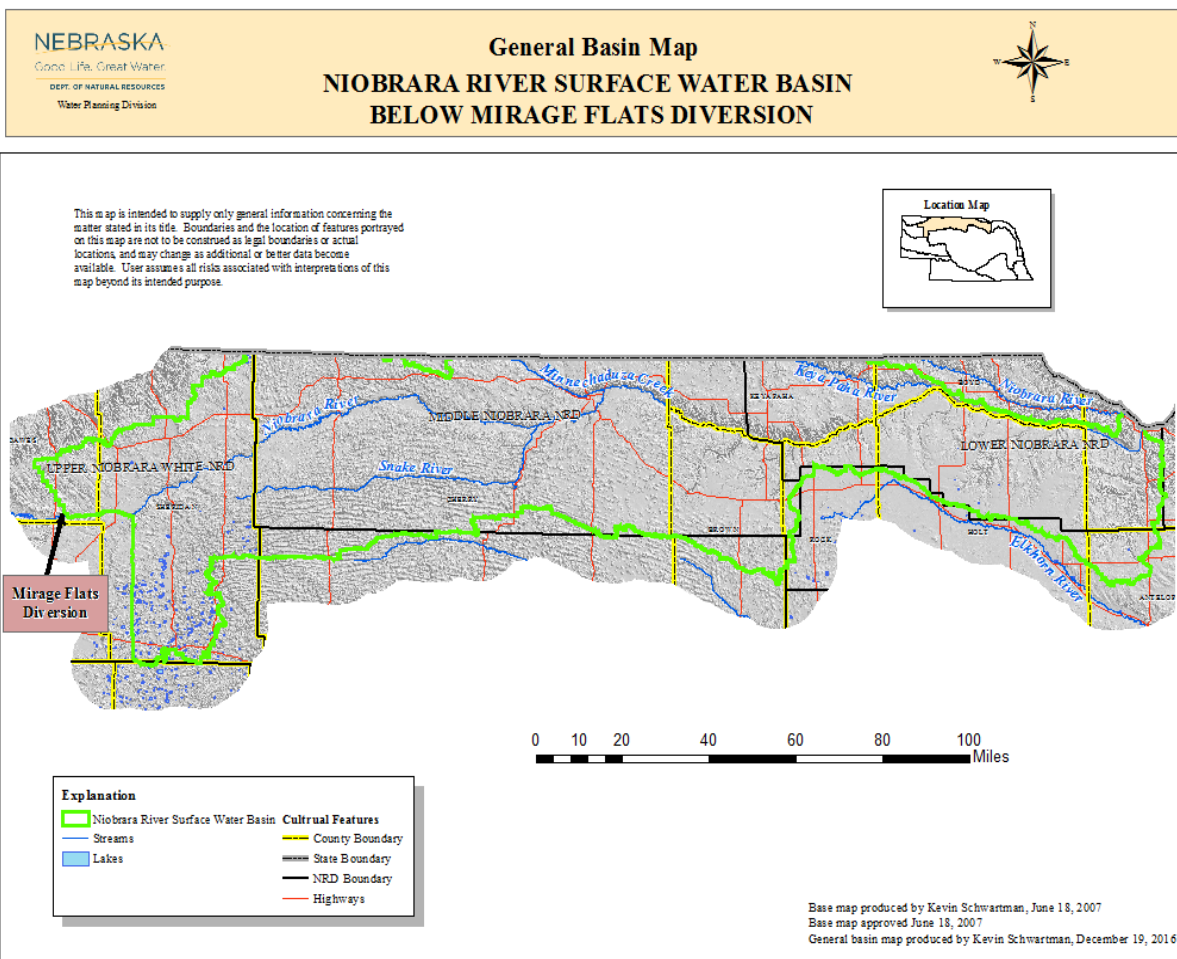 NEBRASKA
Good Life. Great Water.
DEPT. OF NATURAL RESOURCES
Water Planning Division
General Basin Map
NIOBRARA RIVER SURFACE WATER BASIN
BELOW MIRAGE FLATS DIVERSION
N
W
E
S
This map is intended to supply only general information concerning the
matter stated in its title. Boundaries and the location of features portrayed
on this map are not to be construed as legal boundaries or actual
locations, and may change as additional or better data become
available. User assumes all risks associated with interpretations of this
map beyond its intended purpose.
Location Map
Minnechaduza Creek
Keya Paha River
Niobrara River
BOYD
KEYA PAHA
Niobrara River
MIDDLE NIOBRARA NRD
DAWES
LOWER NIOBRARA NRD
UPPER NIOBRARA WHITE NRD
Snake River
SHERIDAN
CHERRY
BROWN
ROCK
HOLT
Elkhorn River
ANTELOP
Mirage Flats
Diversion
0 10 20 40 60 80 100
Miles
Explanation
Niobrara River Surface Water Basin
Streams
Lakes
Cultrual Features
County Boundary
State Boundary
NRD Boundary
Highways
Base map produced by Kevin Schwartman, June 18, 2007
Base map approved June 18, 2007
General basin map produced by Kevin Schwartman, December 19, 2016